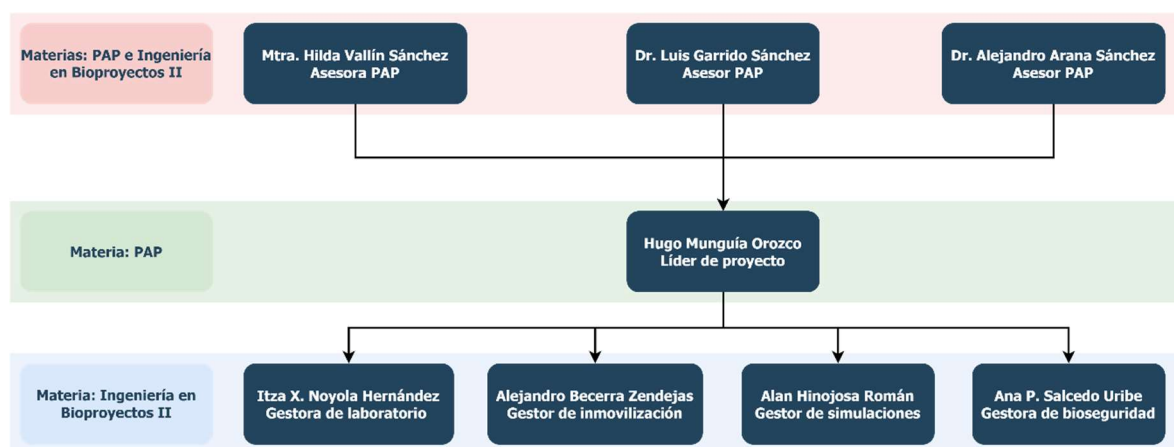 Materias: PAP e Ingeniería
en Bioproyectos II
Mtra. Hilda Vallín Sánchez
Asesora PAP
Dr. Luis Garrido Sánchez
Asesor PAP
Dr. Alejandro Arana Sánchez
Asesor PAP
Materia: PAP
Hugo Munguía Orozco
Líder de proyecto
Materia: Ingeniería en
Bioproyectos II
Itza X. Noyola Hernández
Gestora de laboratorio
Alejandro Becerra Zendejas
Gestor de inmovilización
Alan Hinojosa Román
Gestor de simulaciones
Ana P. Salcedo Uribe
Gestora de bioseguridad